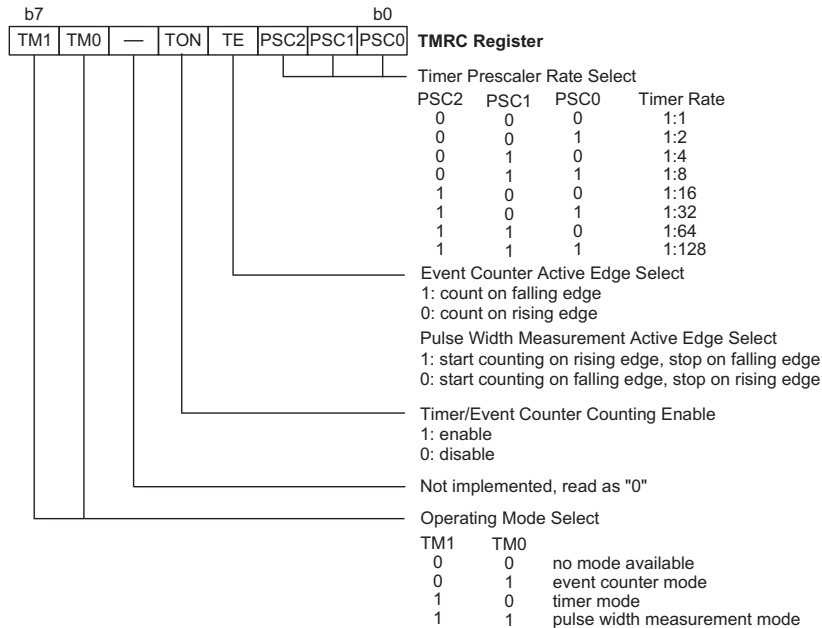 b7 b0
TM1 TM0 — TON TE PSC2 PSC1 PSC0 TMRC Register
Timer Prescaler Rate Select
PSC2 PSC1 PSC0 Timer Rate
0 0 0 1:1
0 0 1 1:2
0 1 0 1:4
0 1 1 1:8
1 0 0 1:16
1 0 1 1:32
1 1 0 1:64
1 1 1 1:128
Event Counter Active Edge Select
1: count on falling edge
0: count on rising edge
Pulse Width Measurement Active Edge Select
1: start counting on rising edge, stop on falling edge
0: start counting on falling edge, stop on rising edge
Timer/Event Counter Counting Enable
1: enable
0: disable
Not implemented, read as "0"
Operating Mode Select
TM1 TM0
0 0 no mode available
0 1 event counter mode
1 0 timer mode
1 1 pulse width measurement mode